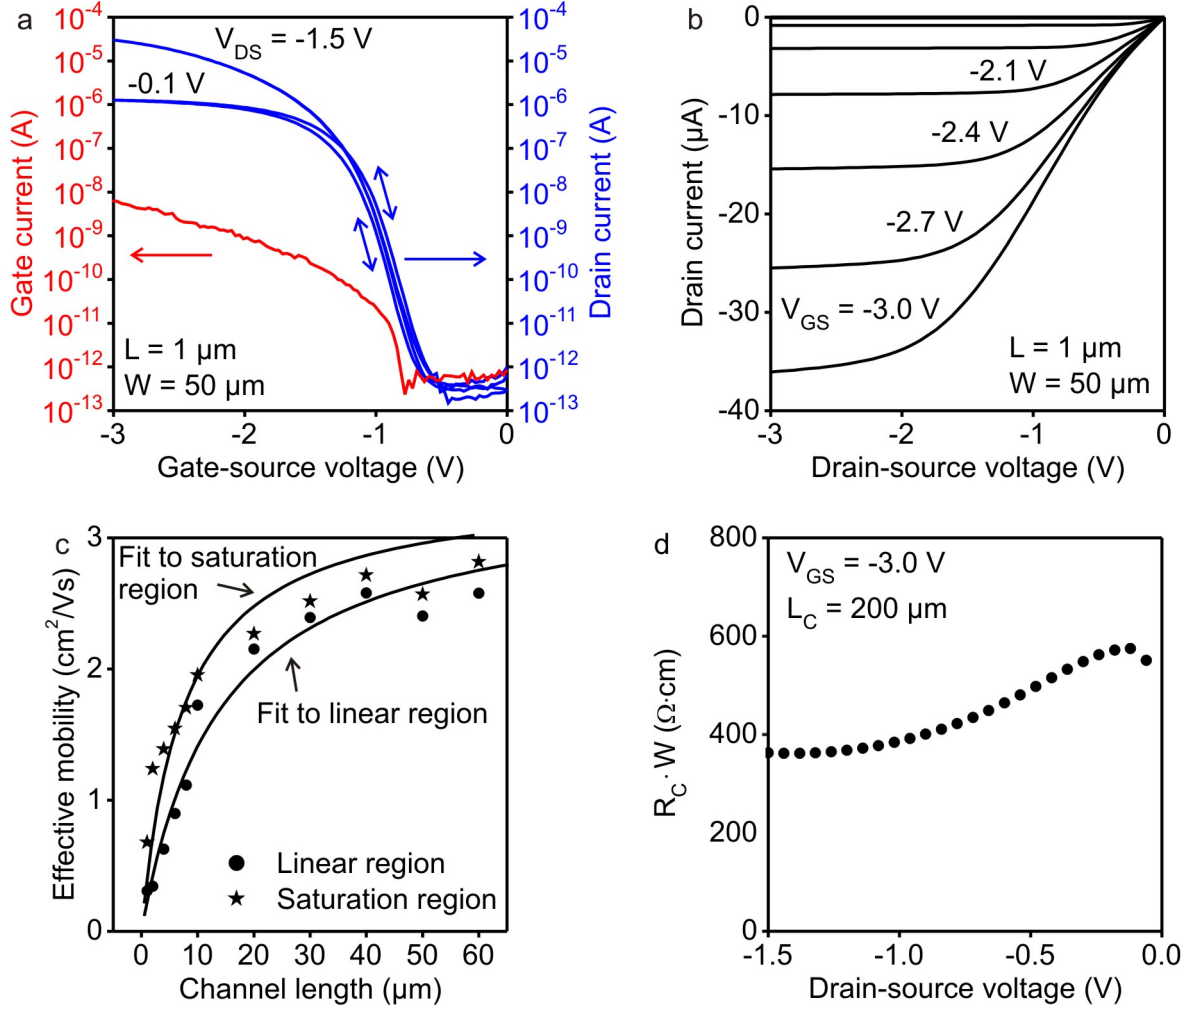 a
V_DS = -1.5 V
-0.1 V
10^-4
10^-5
10^-6
10^-7
10^-8
10^-9
10^-10
10^-11
10^-12
10^-13
Gate current (A)
10^-4
10^-5
10^-6
10^-7
10^-8
10^-9
10^-10
10^-11
10^-12
10^-13
Drain current (A)
L = 1 µm
W = 50 µm
-3 -2 -1 0
Gate-source voltage (V)
b
0
-10
-20
-30
-40
Drain current (µA)
-2.1 V
-2.4 V
-2.7 V
V_GS = -3.0 V
L = 1 µm
W = 50 µm
-3 -2 -1 0
Drain-source voltage (V)
c
3
2
1
0
Effective mobility (cm^2/Vs)
Fit to saturation
region
Fit to linear region
Linear region
Saturation region
0 10 20 30 40 50 60
Channel length (µm)
d
800
600
400
200
0
R_C · W (Ω·cm)
V_GS = -3.0 V
L_C = 200 µm
-1.5 -1.0 -0.5 0.0
Drain-source voltage (V)